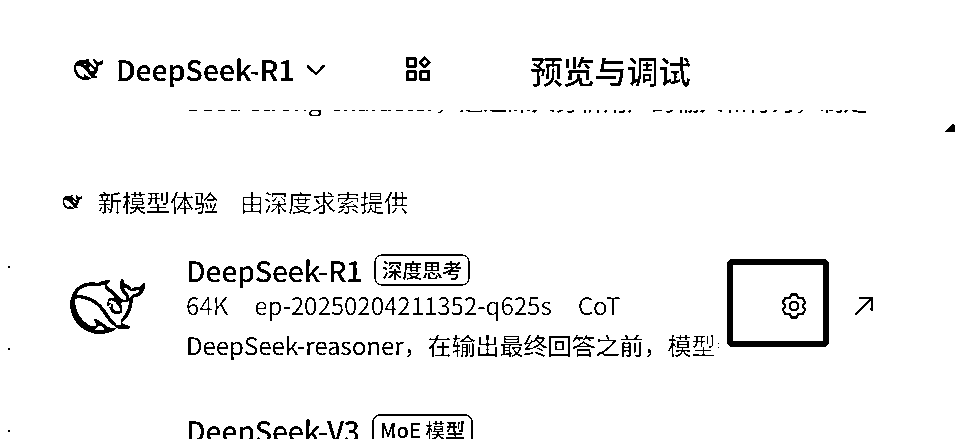 DeepSeek-R1 预览与调试
新模型体验 由深度求索提供
DeepSeek-R1 深度思考
64K ep-20250204211352-q625s CoT
DeepSeek-reasoner，在输出最终回答之前，模型
DeepSeek-V3 MoE 模型